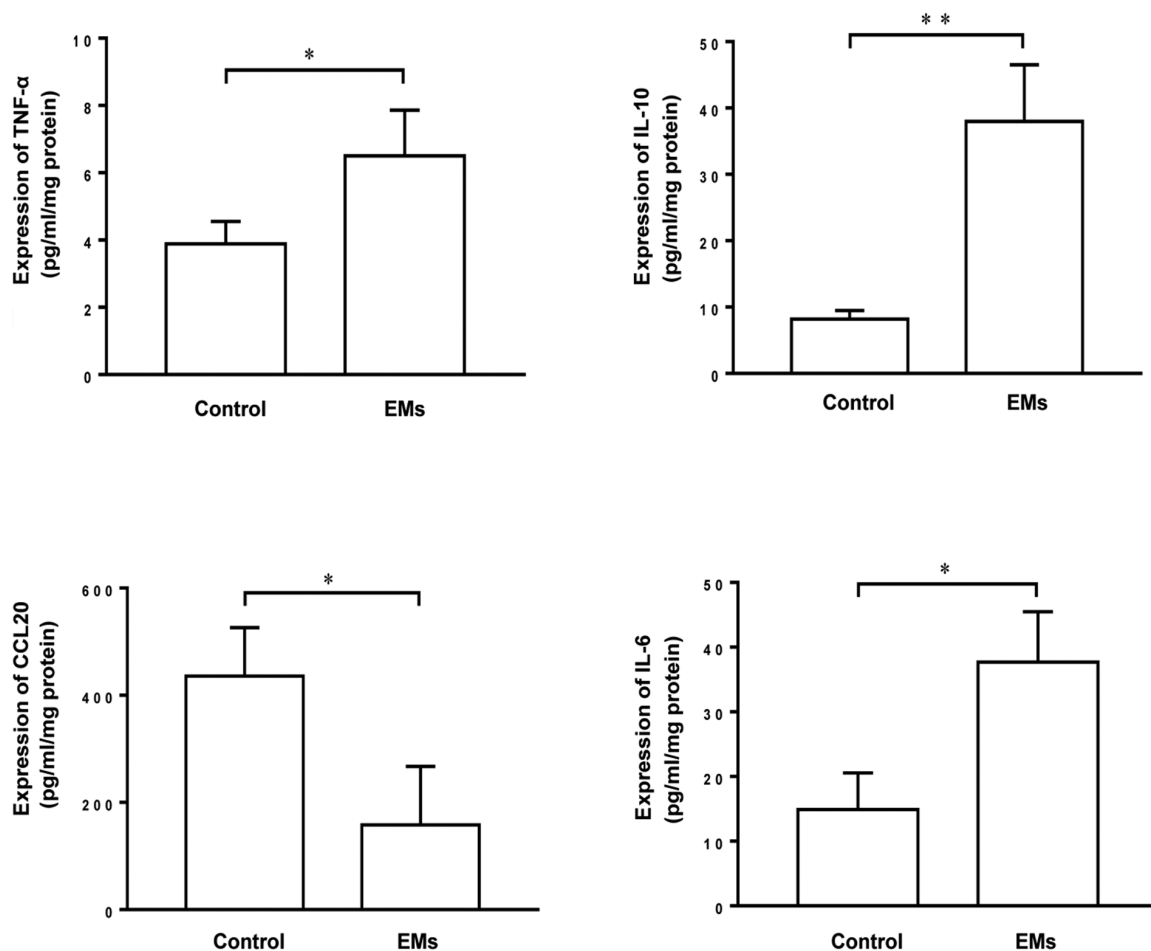 Expression of TNF-α
(pg/ml/mg protein)
10
8
6
4
2
0
*
Control
EMs
Expression of IL-10
(pg/ml/mg protein)
50
40
30
20
10
0
**
Control
EMs
Expression of CCL20
(pg/ml/mg protein)
600
400
200
0
*
Control
EMs
Expression of IL-6
(pg/ml/mg protein)
50
40
30
20
10
0
*
Control
EMs